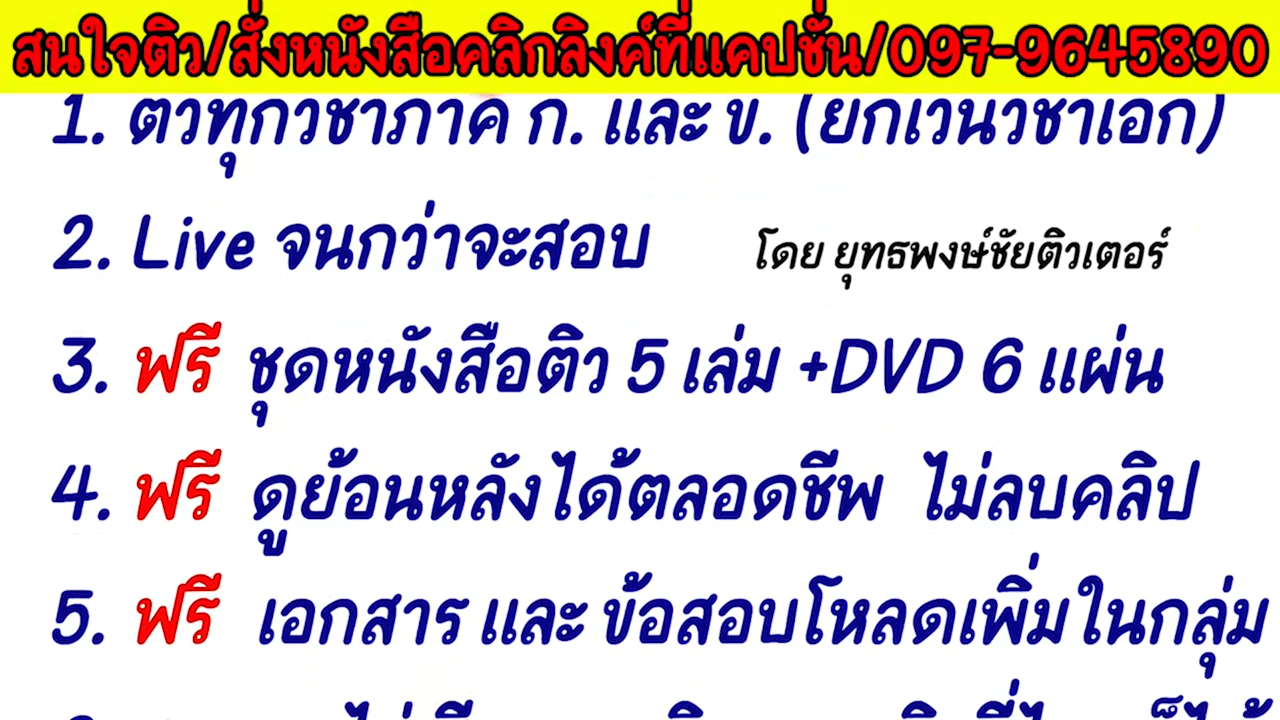 สนใจติว/สั่งหนังสือคลิกลิงค์ที่แคปชั่น/097-9645890
1. ติวทุกวิชาภาค ก. และ ข. (ยกเว้นวิชาเอก)
2. Live จนกว่าจะสอบ
โดย ยุทธพงษ์ชัยติวเตอร์
3. ฟรี ชุดหนังสือติว 5 เล่ม +DVD 6 แผ่น
4. ฟรี ดูย้อนหลังได้ตลอดชีพ ไม่ลบคลิป
5. ฟรี เอกสาร และ ข้อสอบโหลดเพิ่มในกลุ่ม